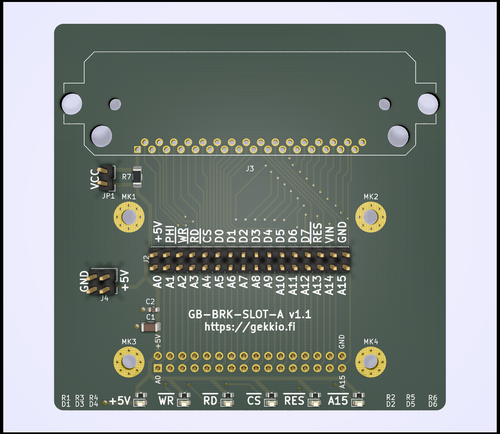 J3
VCC
R7
JP1
MK1
MK2
+5V PHI WR RD CS D0 D1 D2 D3 D4 D5 D6 D7 RES VIN GND
J2
A0 A1 A2 A3 A4 A5 A6 A7 A8 A9 A10 A11 A12 A13 A14 A15
GND
+5V
J4
C2
C1
GB-BRK-SLOT-A v1.1
https://gekkio.fi
+5V
GND
MK3
MK4
A0
A15
R1 R3 R4
D1 D3 D4
+5V
WR
RD
CS
RES
A15
R2 R5 R6
D2 D5 D6